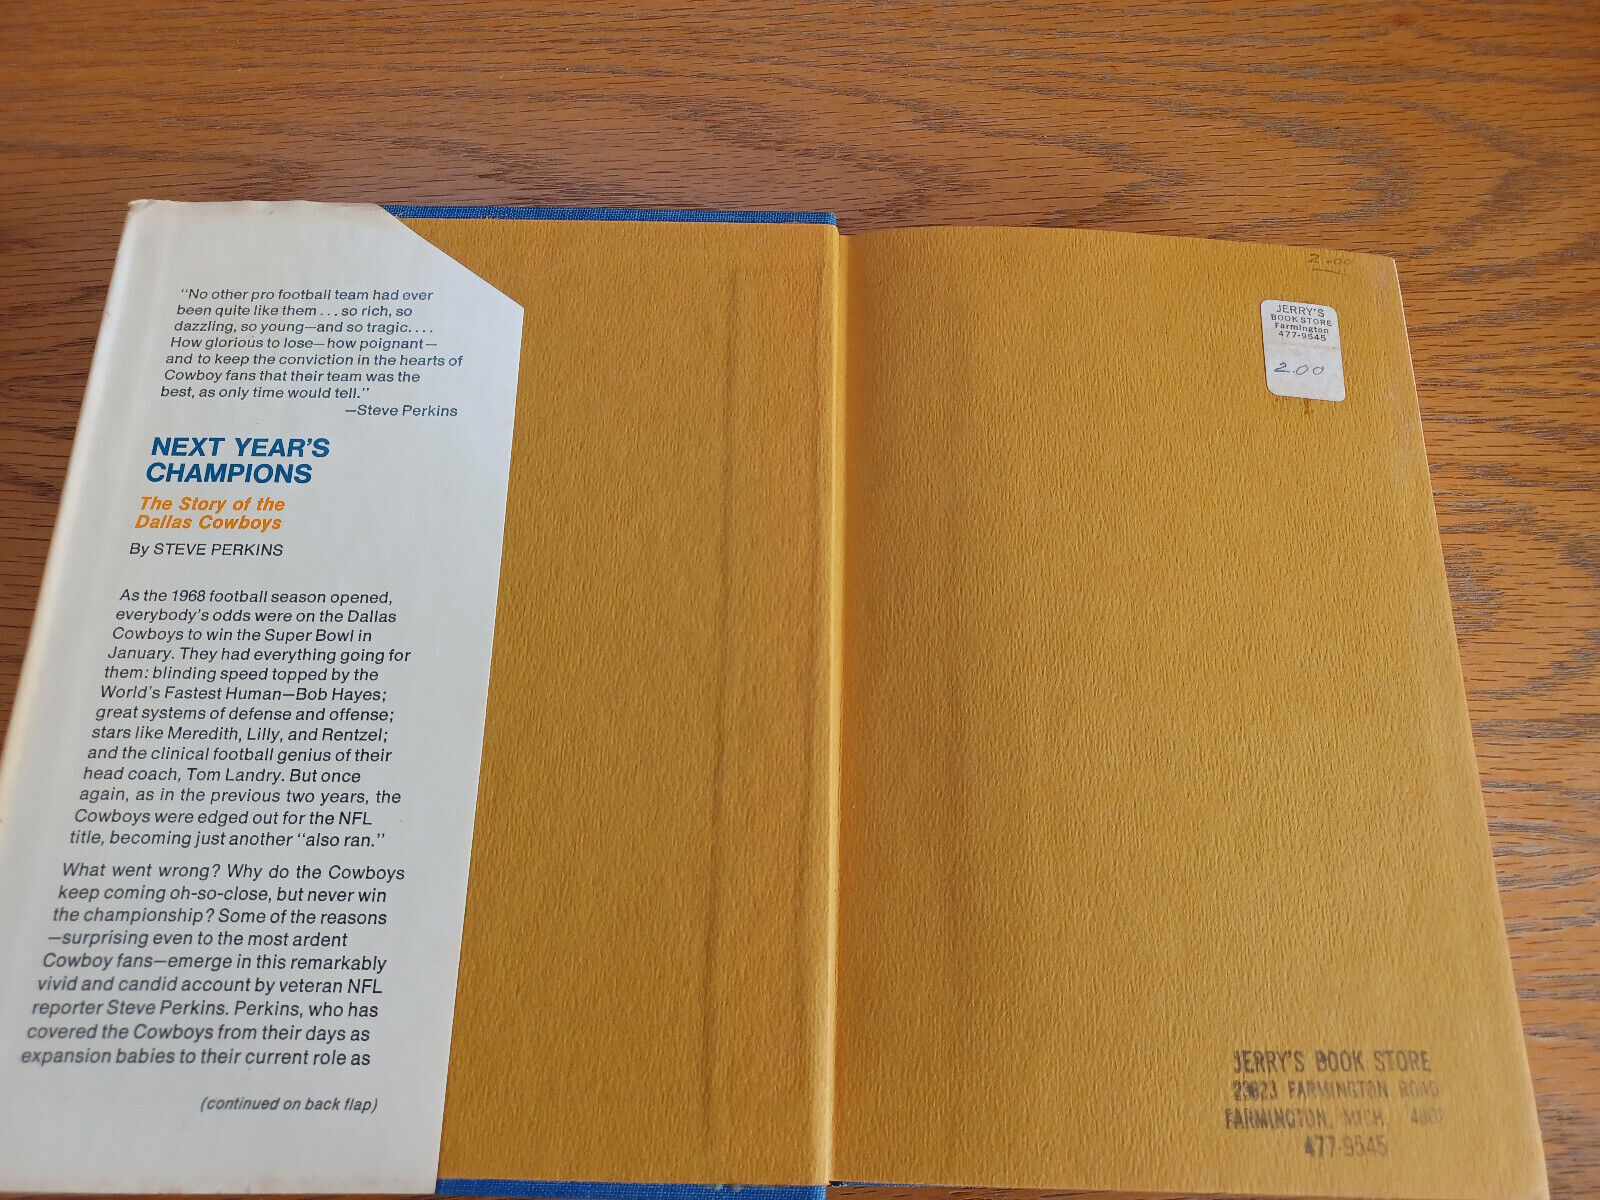 "No other pro football team had ever
been quite like them . . . so rich, so
dazzling, so young—and so tragic. . . .
How glorious to lose—how poignant—
and to keep the conviction in the hearts of
Cowboy fans that their team was the
best, as only time would tell."
—Steve Perkins
NEXT YEAR'S
CHAMPIONS
The Story of the
Dallas Cowboys
By STEVE PERKINS
As the 1968 football season opened,
everybody's odds were on the Dallas
Cowboys to win the Super Bowl in
January. They had everything going for
them: blinding speed topped by the
World's Fastest Human—Bob Hayes;
great systems of defense and offense;
stars like Meredith, Lilly, and Rentzel;
and the clinical football genius of their
head coach, Tom Landry. But once
again, as in the previous two years, the
Cowboys were edged out for the NFL
title, becoming just another "also ran."
What went wrong? Why do the Cowboys
keep coming oh-so-close, but never win
the championship? Some of the reasons
—surprising even to the most ardent
Cowboy fans—emerge in this remarkably
vivid and candid account by veteran NFL
reporter Steve Perkins. Perkins, who has
covered the Cowboys from their days as
expansion babies to their current role as
(continued on back flap)
2.00
JERRY'S
BOOK STORE
Farmington
477-9545
2.00
JERRY'S BOOK STORE
FARMINGTON ROAD
FARMINGTON, MICH.
477-9545